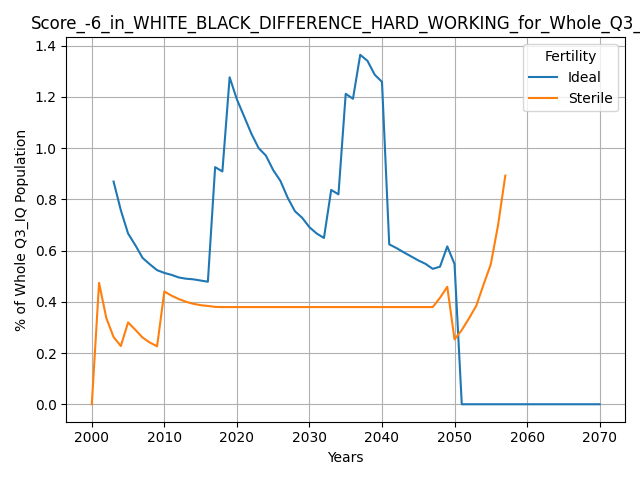 Score_-6_in_WHITE_BLACK_DIFFERENCE_HARD_WORKING_for_Whole_Q3_
Fertility
Ideal
Sterile
% of Whole Q3_IQ Population
1.4
1.2
1.0
0.8
0.6
0.4
0.2
0.0
2000 2010 2020 2030 2040 2050 2060 2070
Years